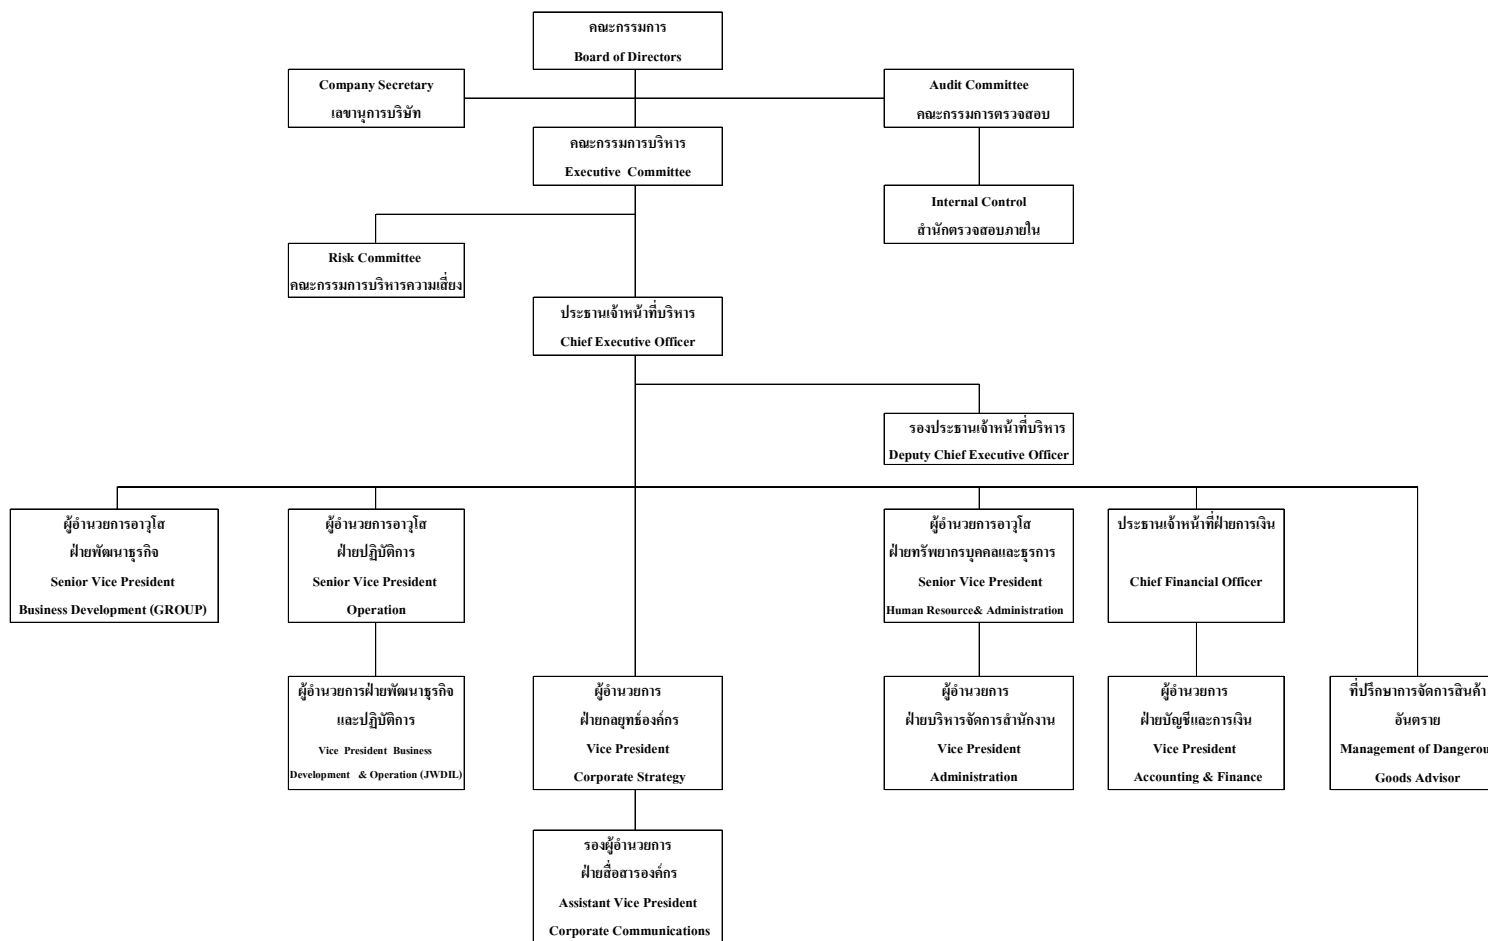 คณะกรรมการ
Board of Directors
Company Secretary
เลขานุการบริษัท
Audit Committee
คณะกรรมการตรวจสอบ
คณะกรรมการบริหาร
Executive Committee
Internal Control
สำนักตรวจสอบภายใน
Risk Committee
คณะกรรมการบริหารความเสี่ยง
ประธานเจ้าหน้าที่บริหาร
Chief Executive Officer
รองประธานเจ้าหน้าที่บริหาร
Deputy Chief Executive Officer
ผู้อำนวยการอาวุโส
ฝ่ายพัฒนาธุรกิจ
Senior Vice President
Business Development (GROUP)
ผู้อำนวยการอาวุโส
ฝ่ายปฏิบัติการ
Senior Vice President
Operation
ผู้อำนวยการอาวุโส
ฝ่ายทรัพยากรบุคคลและธุรการ
Senior Vice President
Human Resource& Administration
ประธานเจ้าหน้าที่ฝ่ายการเงิน
Chief Financial Officer
ผู้อำนวยการฝ่ายพัฒนาธุรกิจ
และปฏิบัติการ
Vice President Business
Development & Operation (JWDIL)
ผู้อำนวยการ
ฝ่ายกลยุทธ์องค์กร
Vice President
Corporate Strategy
ผู้อำนวยการ
ฝ่ายบริหารจัดการสำนักงาน
Vice President
Administration
ผู้อำนวยการ
ฝ่ายบัญชีและการเงิน
Vice President
Accounting & Finance
ที่ปรึกษาการจัดการสินค้า
อันตราย
Management of Dangerou
Goods Advisor
รองผู้อำนวยการ
ฝ่ายสื่อสารองค์กร
Assistant Vice President
Corporate Communications